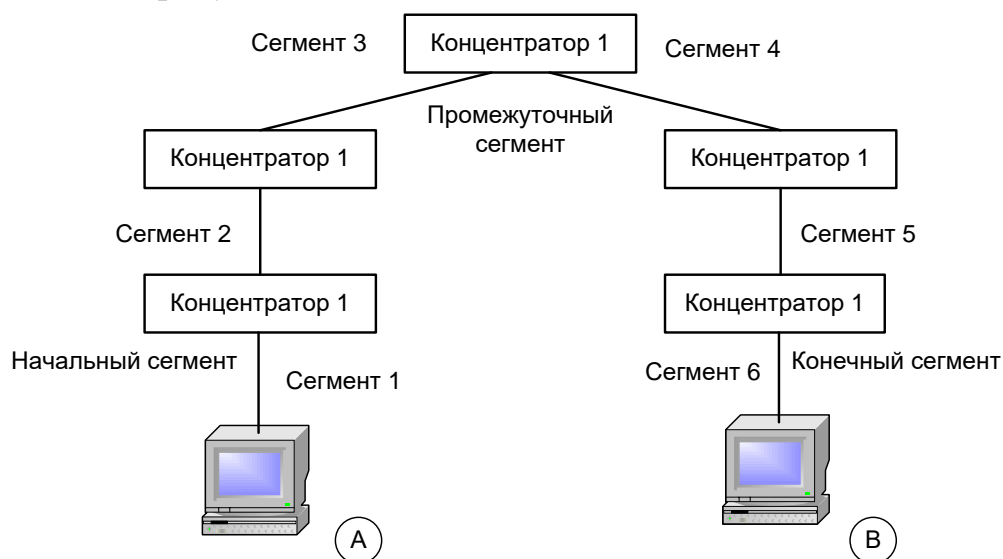 Сегмент 3
Концентратор 1
Сегмент 4
Промежуточный
сегмент
Концентратор 1
Концентратор 1
Сегмент 2
Сегмент 5
Концентратор 1
Концентратор 1
Начальный сегмент
Сегмент 1
Сегмент 6
Конечный сегмент
A
B